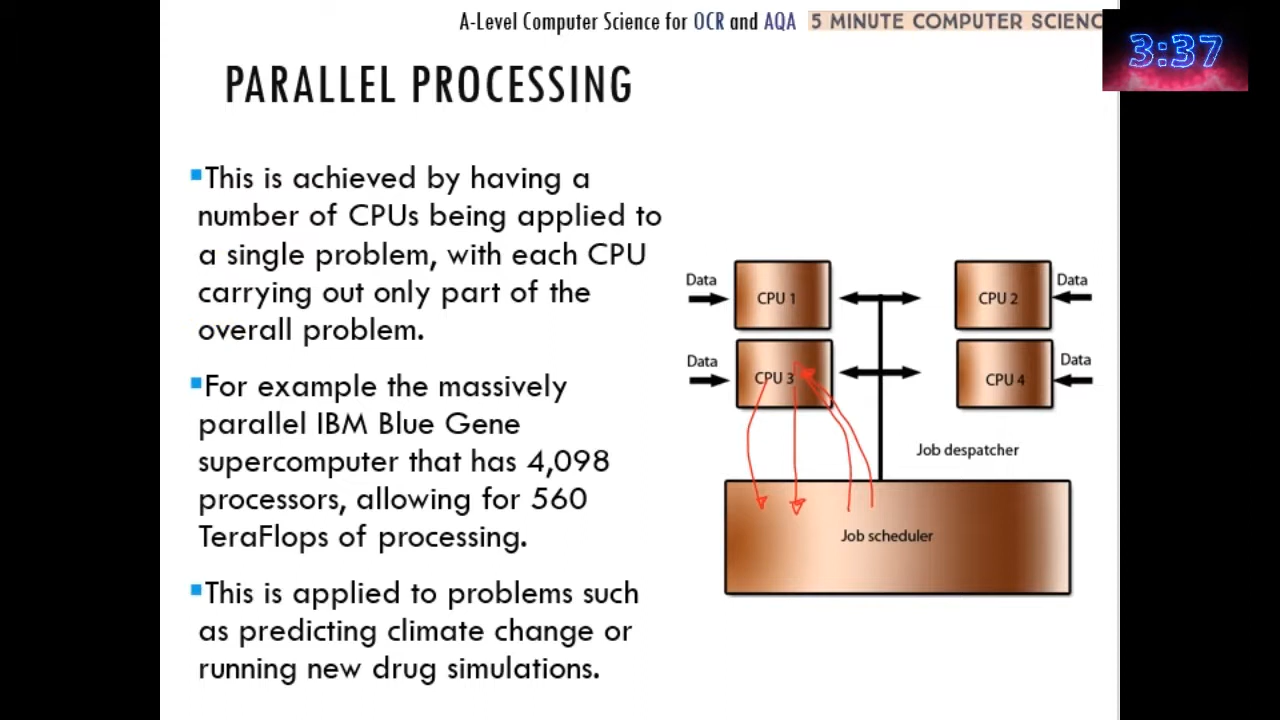 A-Level Computer Science for OCR and AQA 5 MINUTE COMPUTER SCIENC
3:37
PARALLEL PROCESSING
This is achieved by having a
number of CPUs being applied to
a single problem, with each CPU
carrying out only part of the
overall problem.
For example the massively
parallel IBM Blue Gene
supercomputer that has 4,098
processors, allowing for 560
TeraFlops of processing.
This is applied to problems such
as predicting climate change or
running new drug simulations.
Data
CPU 1
CPU 2
Data
Data
CPU 3
CPU 4
Data
Job despatcher
Job scheduler